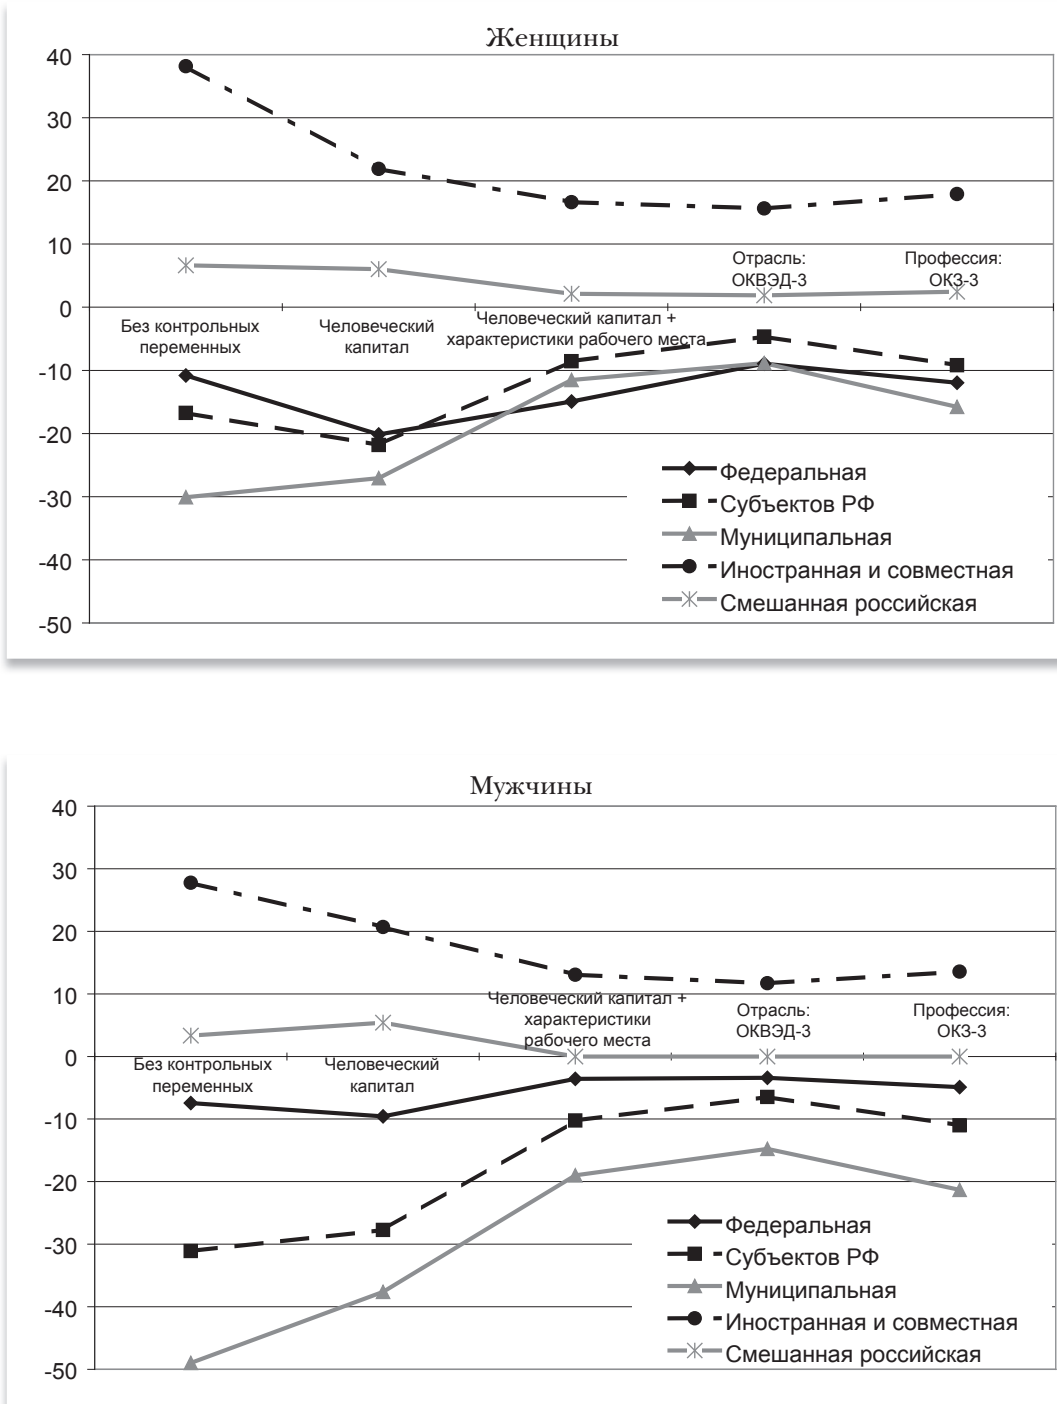 Женщины
40
30
20
10
0
-10
-20
-30
-40
-50
Отрасль:
ОКВЭД-3
Профессия:
ОКЗ-3
Без контрольных
переменных
Человеческий
капитал
Человеческий капитал +
характеристики рабочего места
Федеральная
Субъектов РФ
Муниципальная
Иностранная и совместная
Смешанная российская
Мужчины
40
30
20
10
0
-10
-20
-30
-40
-50
Человеческий капитал +
характеристики
рабочего места
Отрасль:
ОКВЭД-3
Профессия:
ОКЗ-3
Без контрольных
переменных
Человеческий
капитал
Федеральная
Субъектов РФ
Муниципальная
Иностранная и совместная
Смешанная российская